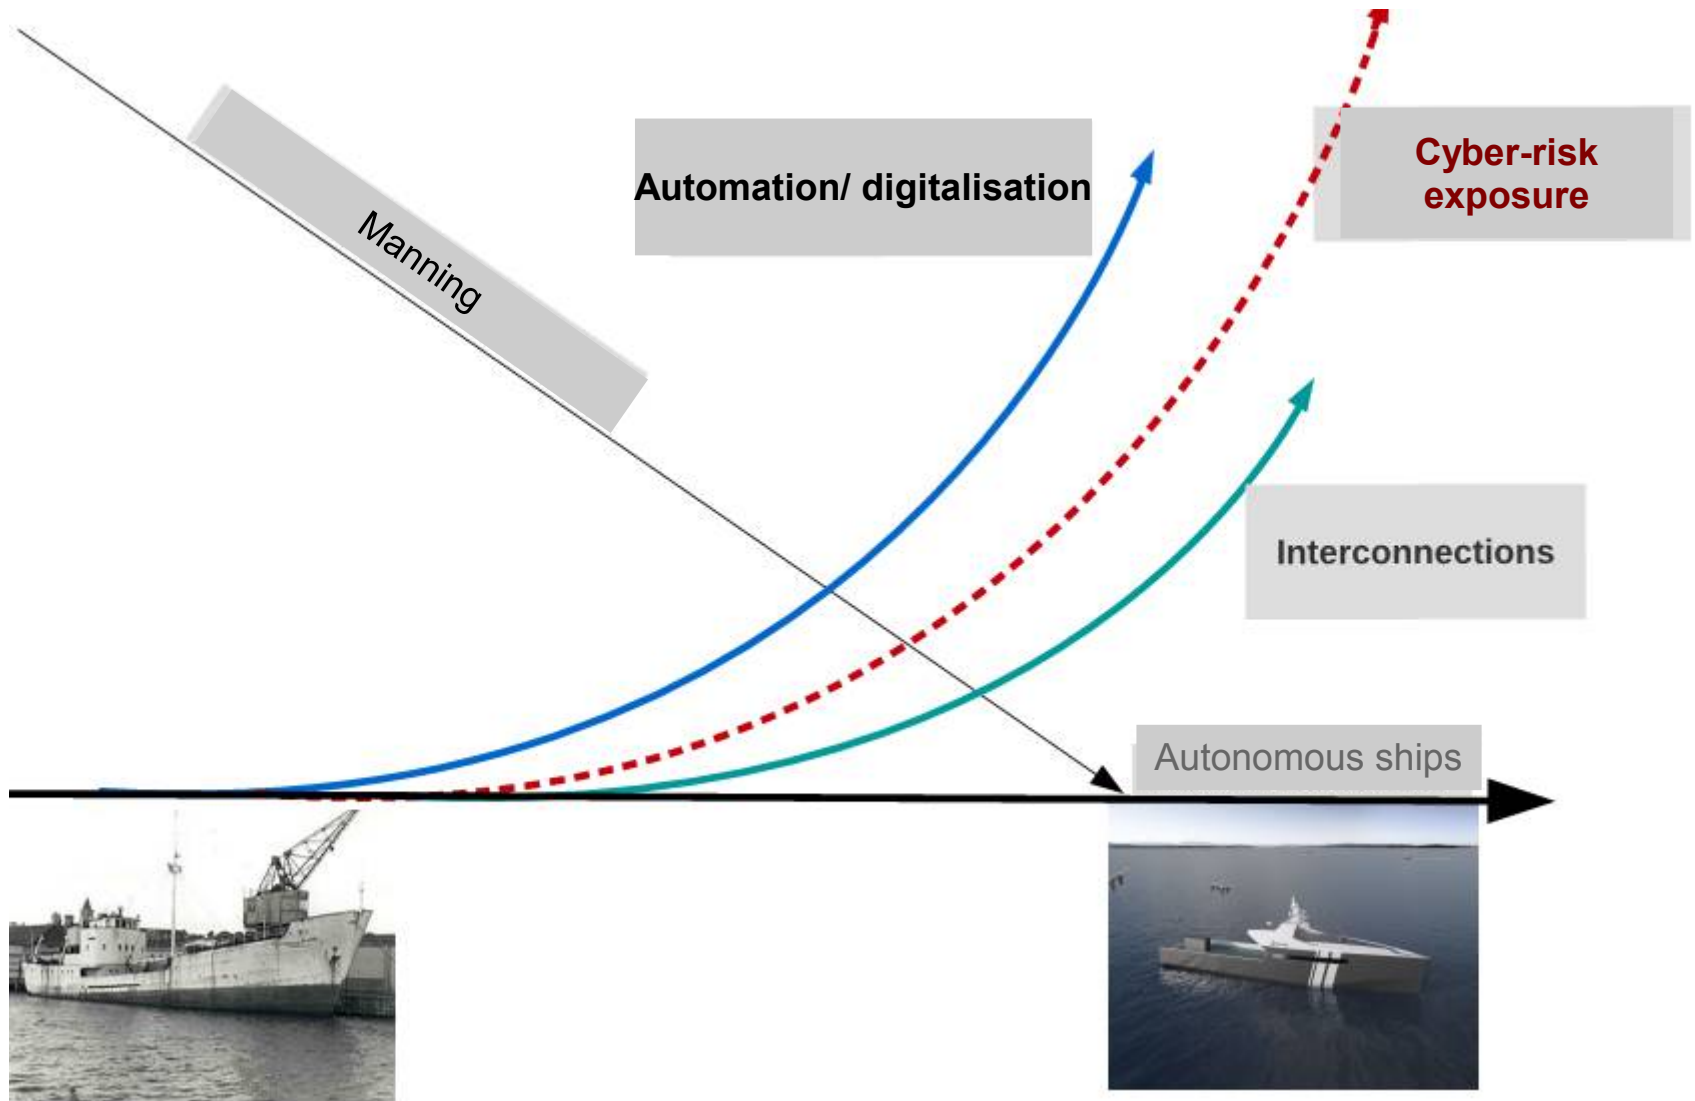 Manning
Automation/ digitalisation
Cyber-risk
exposure
Interconnections
Autonomous ships